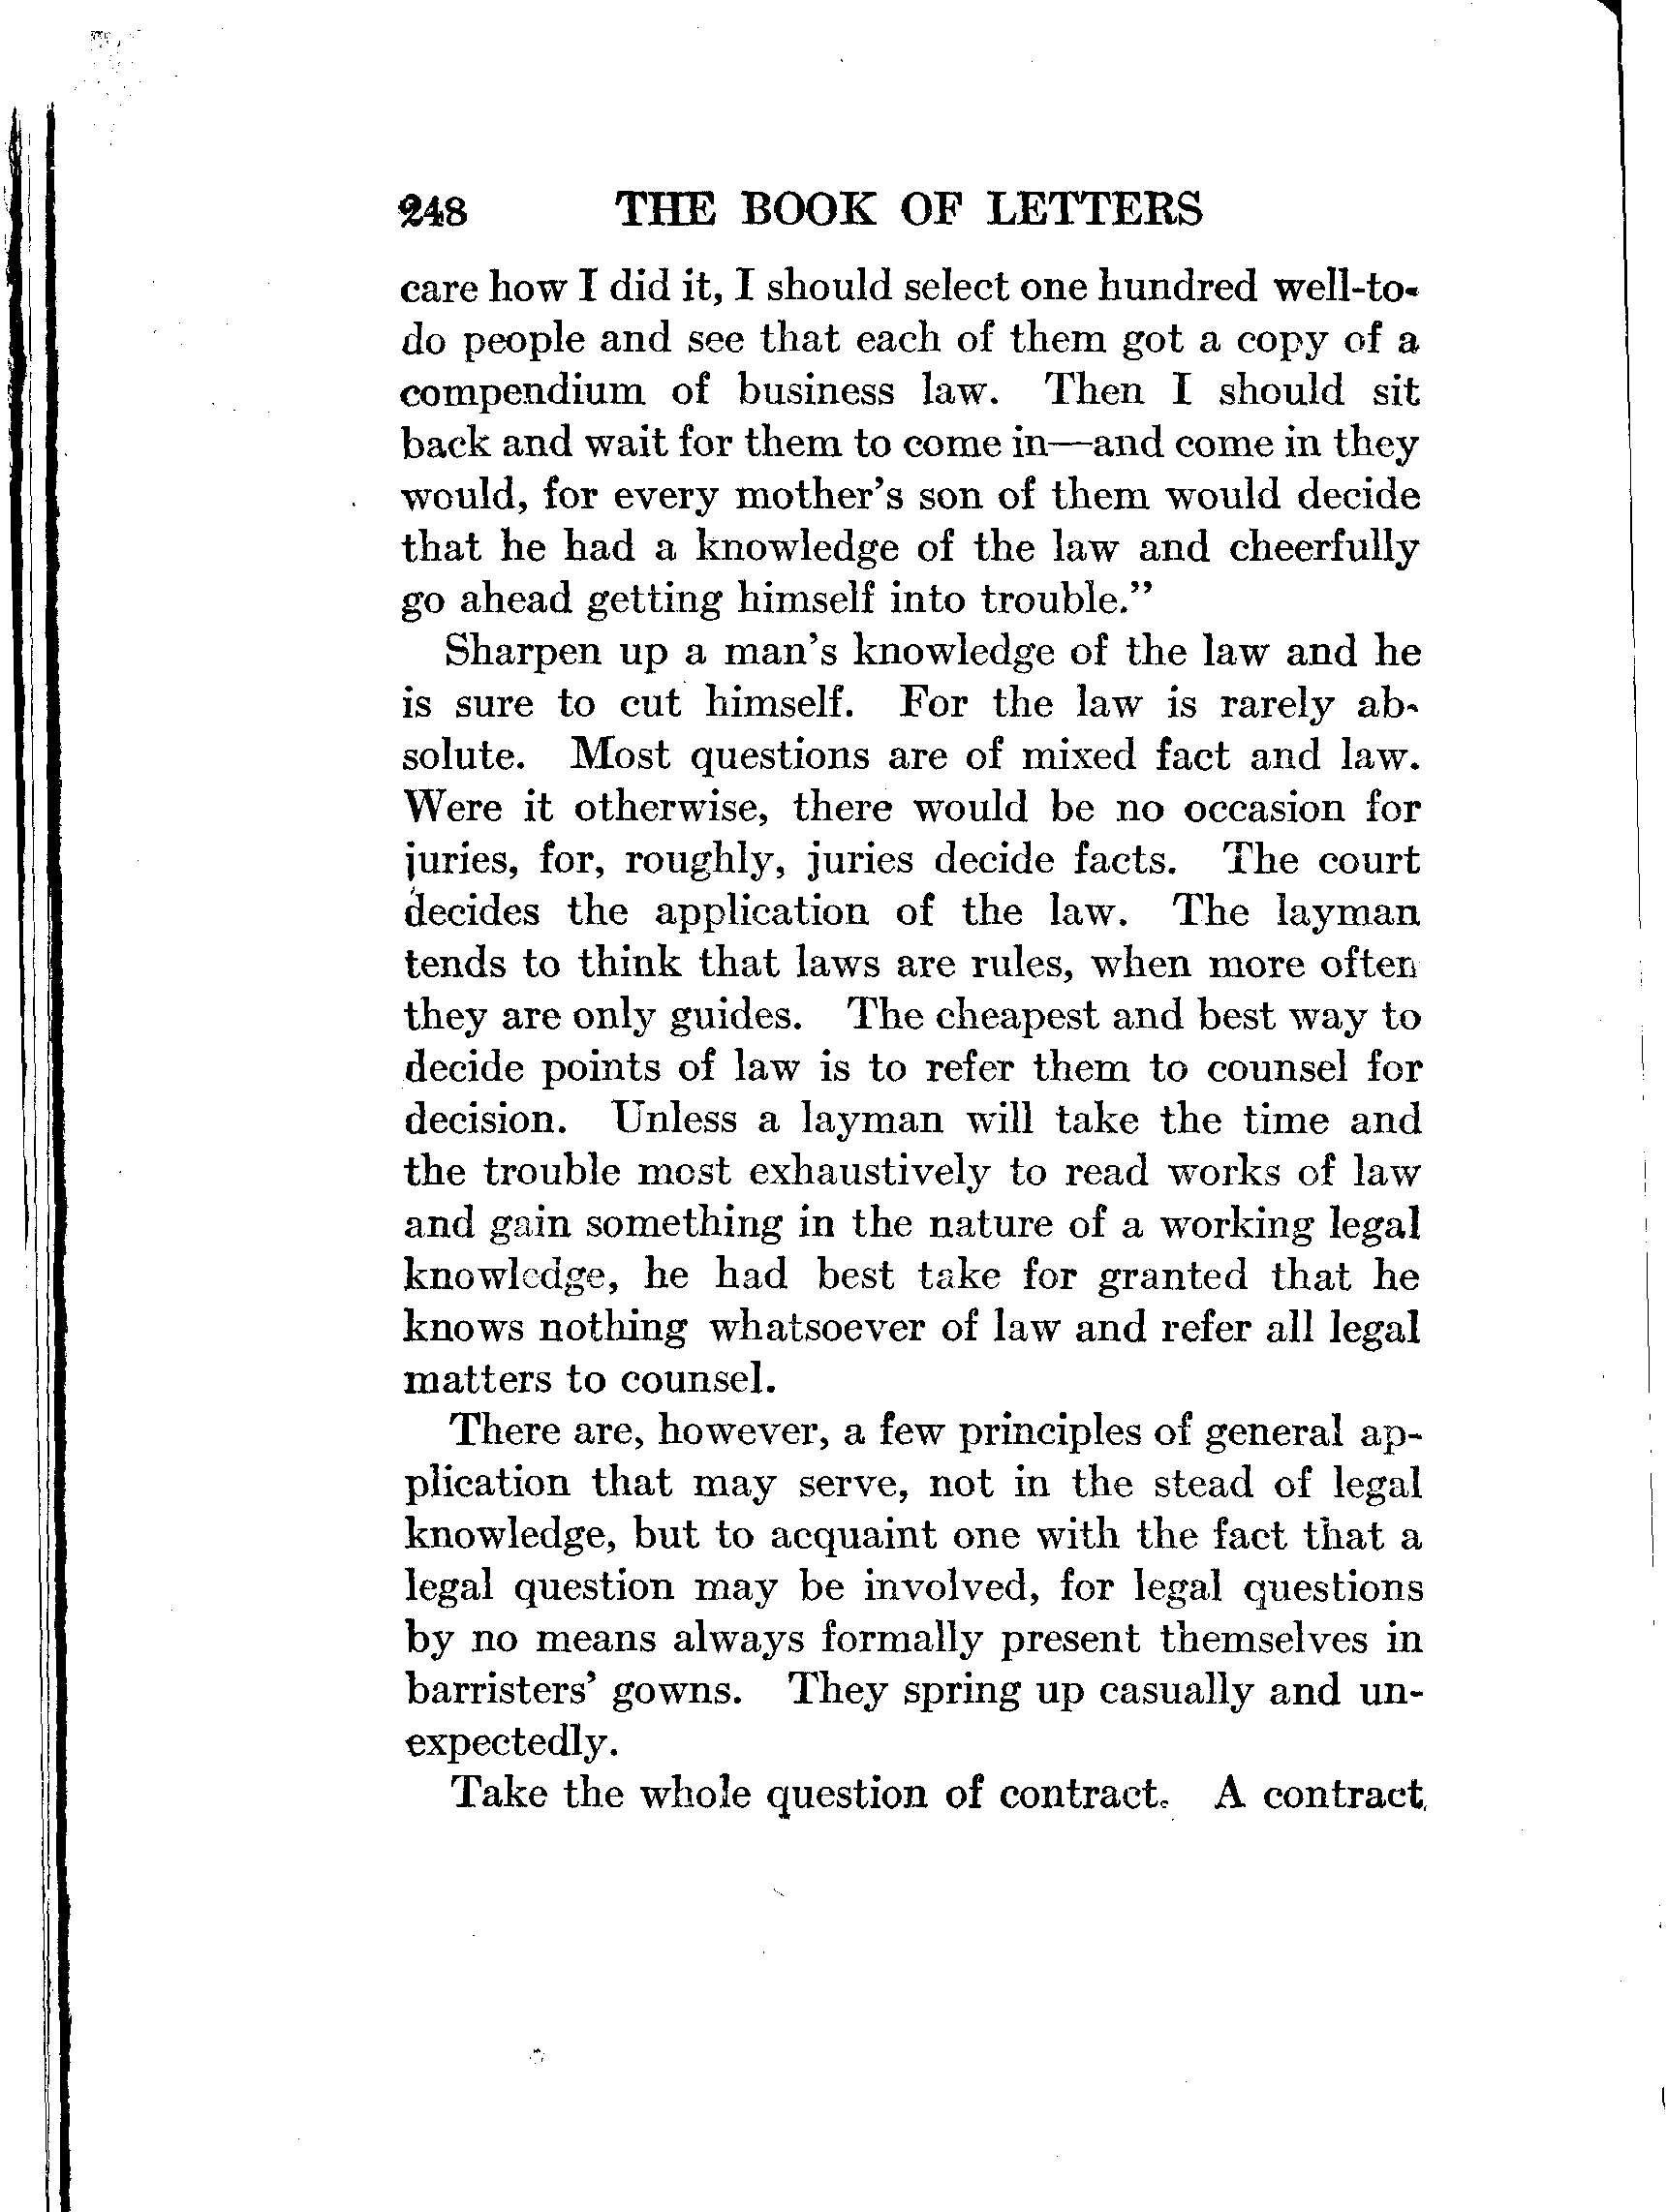 248 THE BOOK OF LETTERS
care how I did it, I should select one hundred well-to-
do people and see that each of them got a copy of a
compendium of business law. Then I should sit
back and wait for them to come in—and come in they
would, for every mother's son of them would decide
that he had a knowledge of the law and cheerfully
go ahead getting himself into trouble."
Sharpen up a man's knowledge of the law and he
is sure to cut himself. For the law is rarely ab-
solute. Most questions are of mixed fact and law.
Were it otherwise, there would be no occasion for
juries, for, roughly, juries decide facts. The court
decides the application of the law. The layman
tends to think that laws are rules, when more often
they are only guides. The cheapest and best way to
decide points of law is to refer them to counsel for
decision. Unless a layman will take the time and
the trouble most exhaustively to read works of law
and gain something in the nature of a working legal
knowledge, he had best take for granted that he
knows nothing whatsoever of law and refer all legal
matters to counsel.
There are, however, a few principles of general ap-
plication that may serve, not in the stead of legal
knowledge, but to acquaint one with the fact that a
legal question may be involved, for legal questions
by no means always formally present themselves in
barristers' gowns. They spring up casually and un-
expectedly.
Take the whole question of contract. A contract